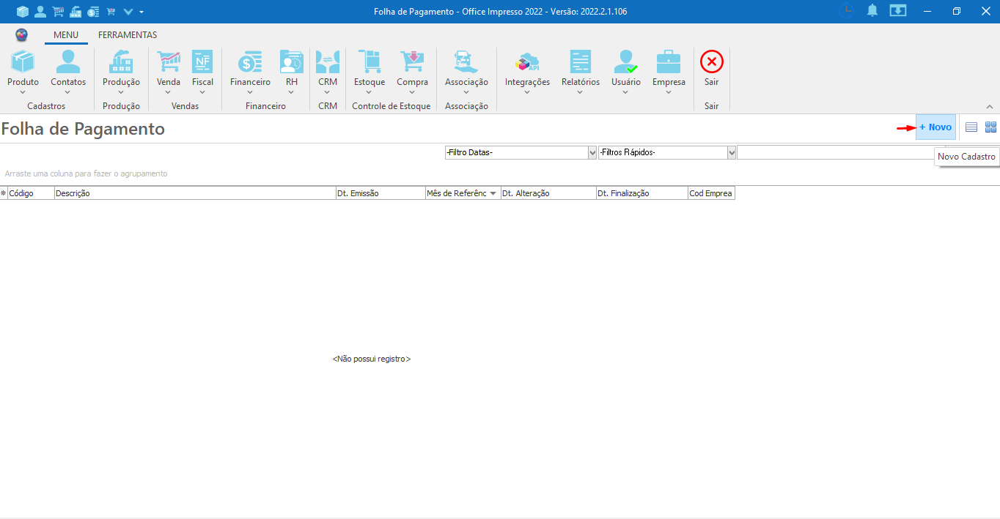 Folha de Pagamento - Office Impresso 2022 - Versão: 2022.2.1.106
MENU FERRAMENTAS
Produto Contatos Produção Venda Fiscal Financeiro RH CRM Estoque Compra Associação Integrações Relatórios Usuário Empresa Sair
Cadastros Produção Vendas Financeiro CRM Controle de Estoque Associação Sair
Folha de Pagamento
+ Novo
-Filtro Datas- -Filtros Rápidos-
Novo Cadastro
Arraste uma coluna para fazer o agrupamento
Código Descrição Dt. Emissão Mês de Referênc Dt. Alteração Dt. Finalização Cod Emprea
<Não possui registro>